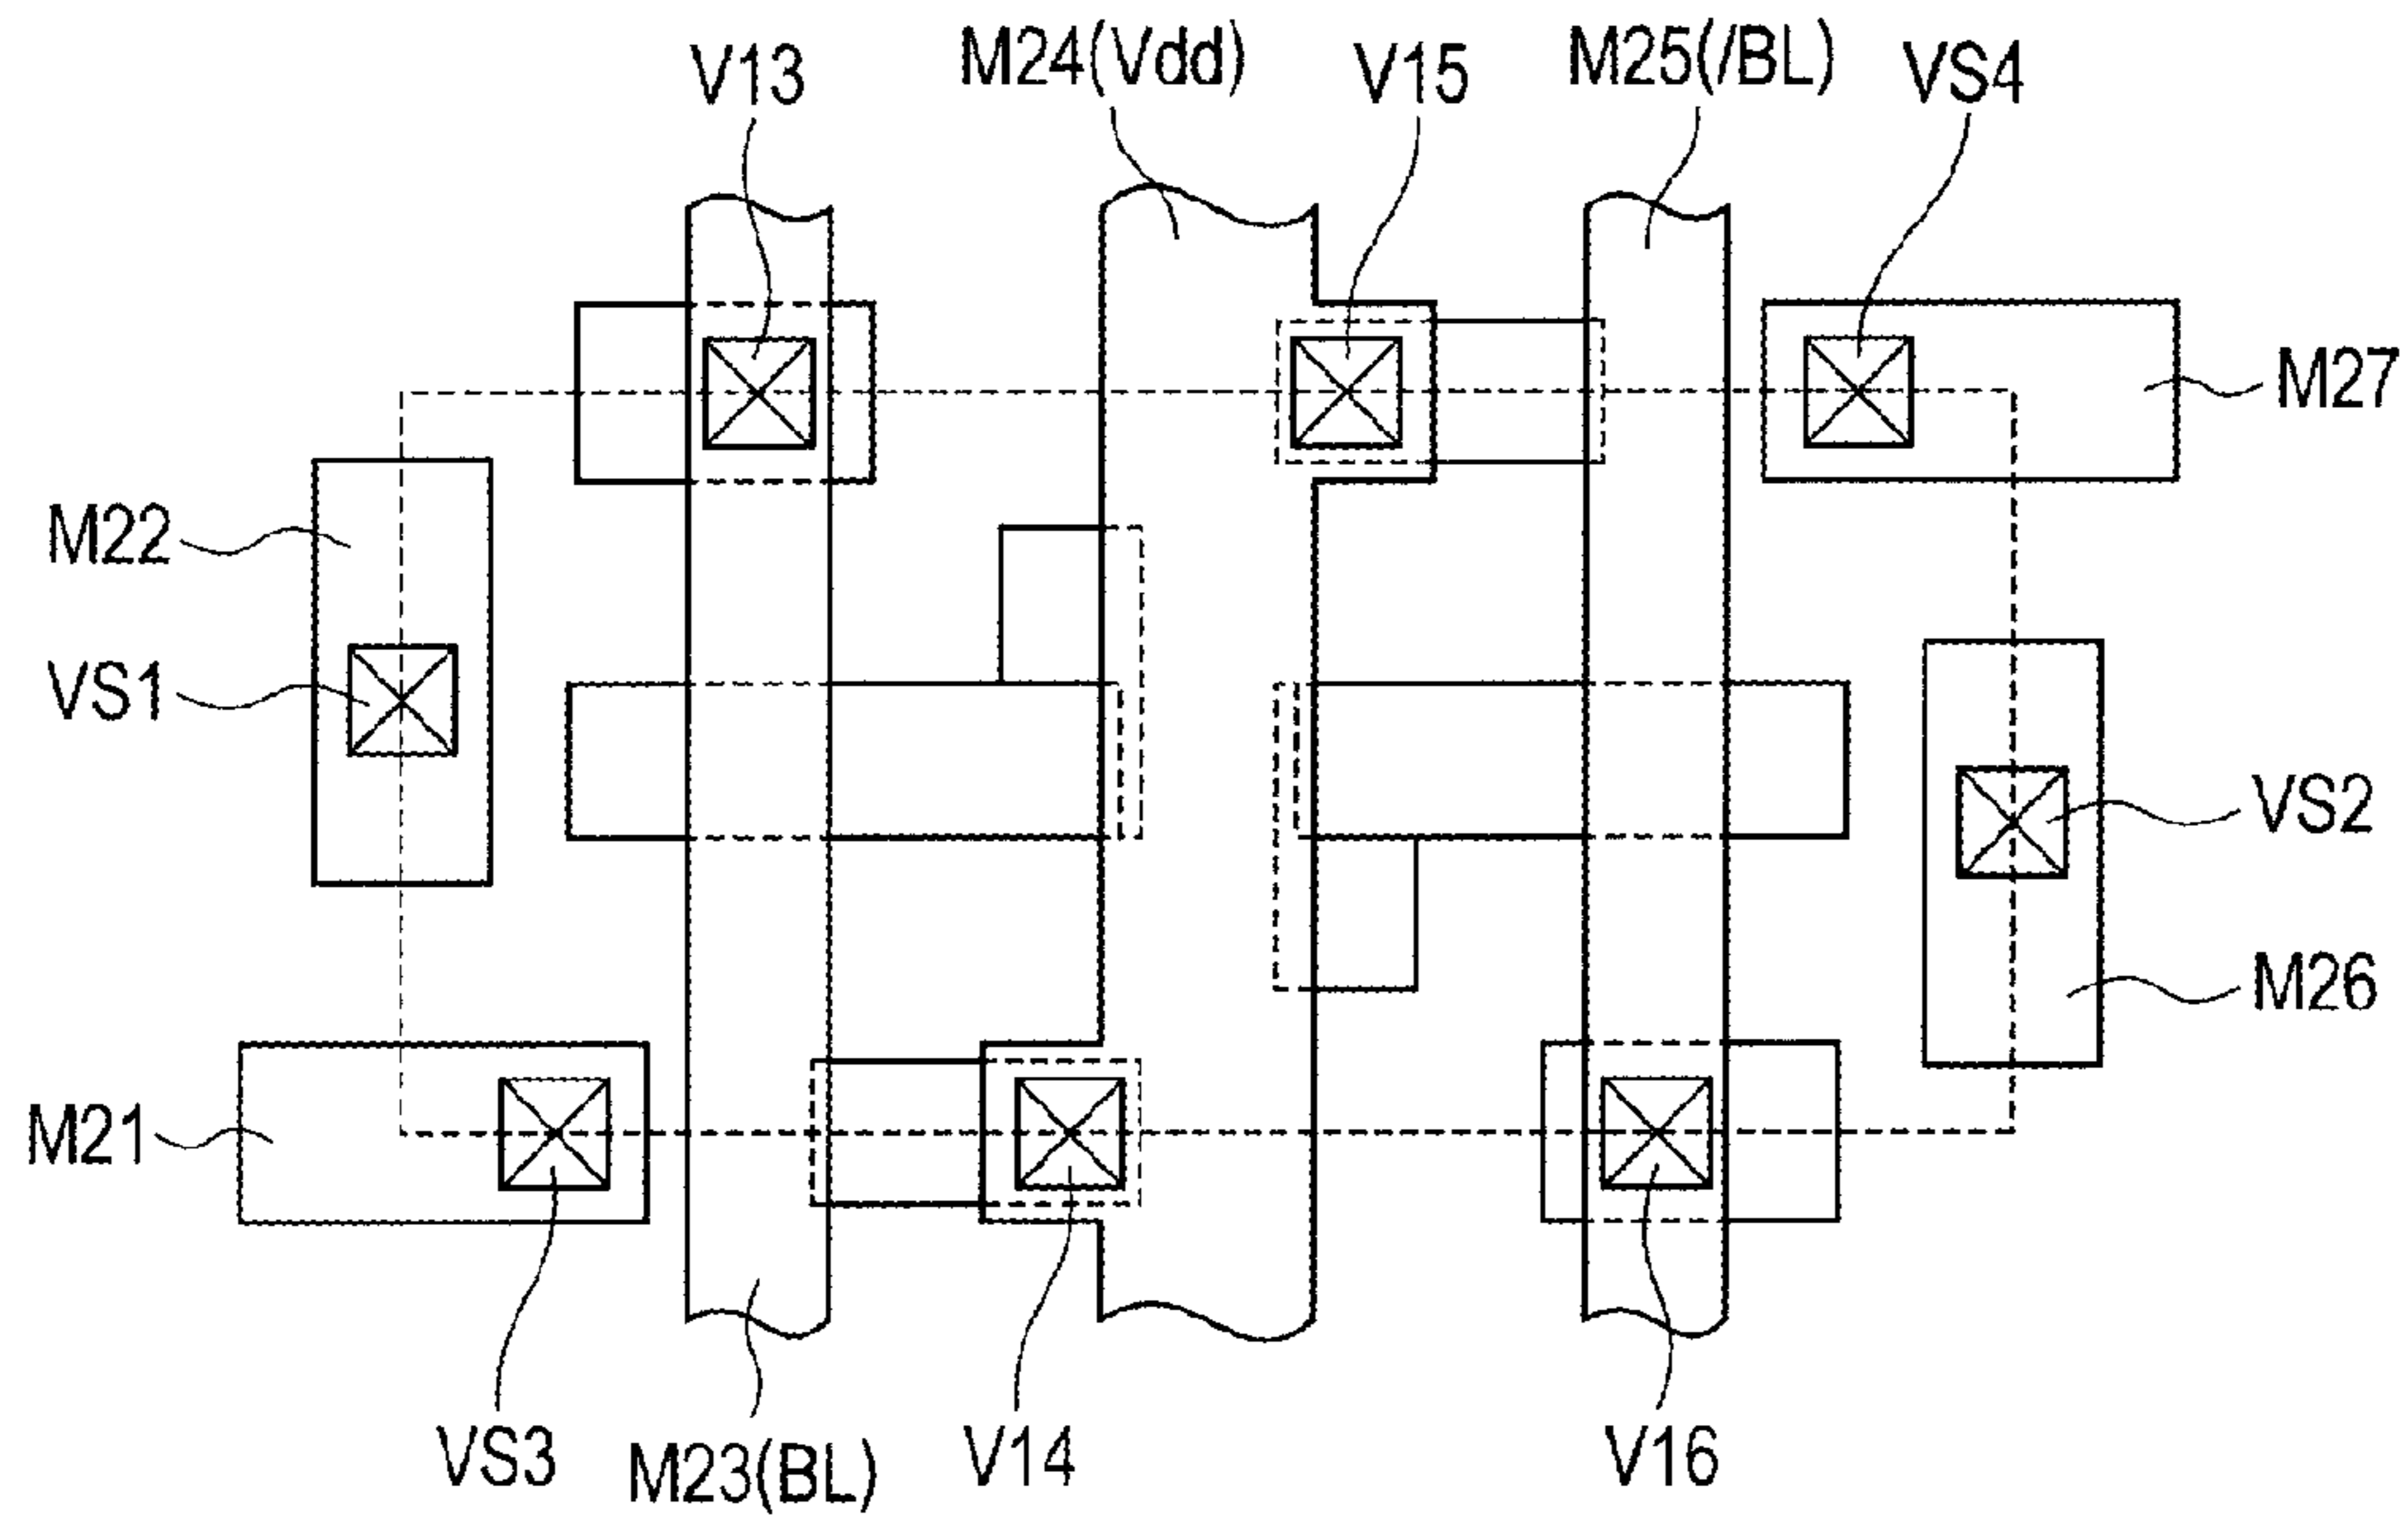 V13
M24(Vdd)
V15
M25(/BL)
VS4
M27
M22
VS1
VS2
M26
M21
VS3
M23(BL)
V14
V16